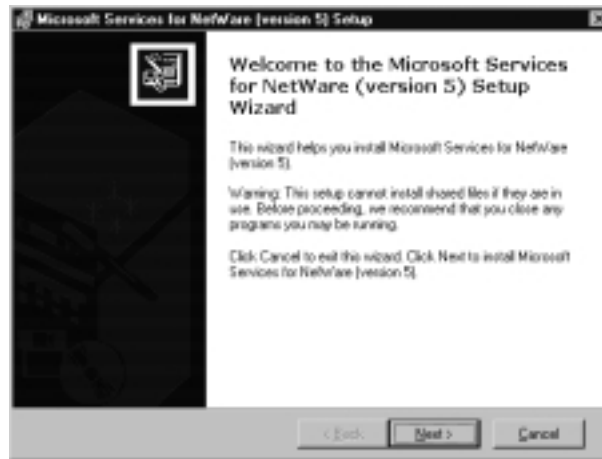 Microsoft Services for NetWare (version 5) Setup
Welcome to the Microsoft Services
for NetWare (version 5) Setup
Wizard
This wizard helps you install Microsoft Services for NetWare
(version 5).
Warning: This setup cannot install shared files if they are in
use. Before proceeding, we recommend that you close any
programs you may be running.
Click Cancel to exit this wizard. Click Next to install Microsoft
Services for NetWare (version 5).
< Back
Next >
Cancel